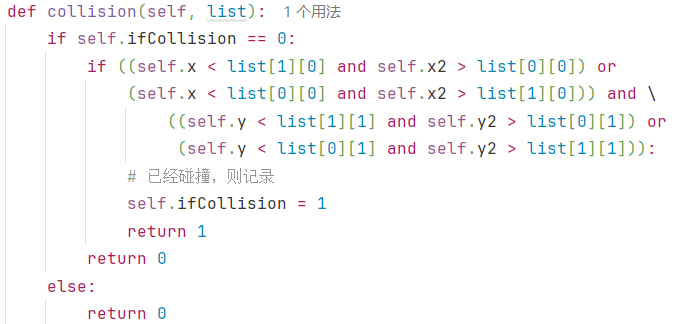 def collision(self, list): 1个用法
    if self.ifCollision == 0:
        if ((self.x < list[1][0] and self.x2 > list[0][0]) or
            (self.x < list[0][0] and self.x2 > list[1][0])) and \
                ((self.y < list[1][1] and self.y2 > list[0][1]) or
                 (self.y < list[0][1] and self.y2 > list[1][1])):
            # 已经碰撞，则记录
            self.ifCollision = 1
            return 1
        return 0
    else:
        return 0